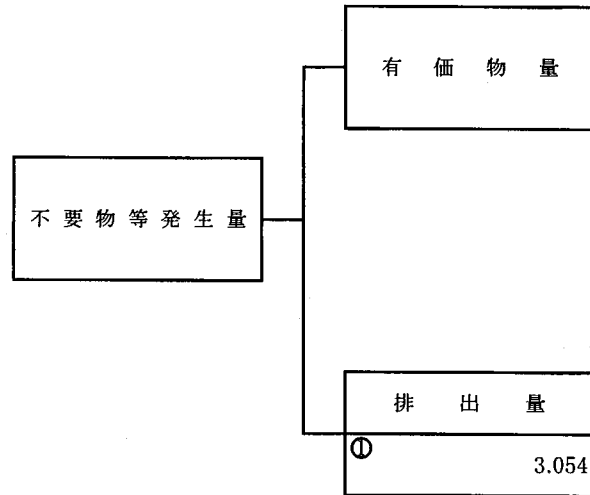 有価物量
不要物等発生量
排出量
①
3.054